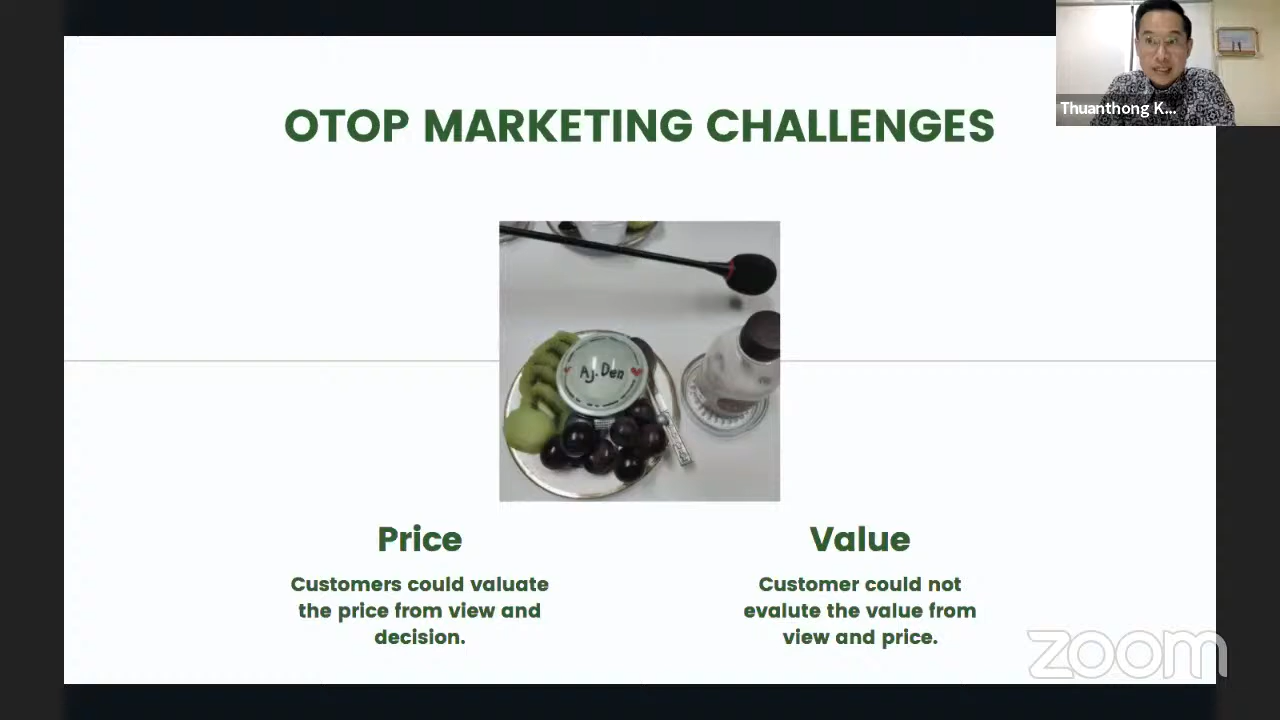 Thuanthong K...
OTOP MARKETING CHALLENGES
Aj.Den
Price
Customers could valuate
the price from view and
decision.
Value
Customer could not
evalute the value from
view and price.
zoom